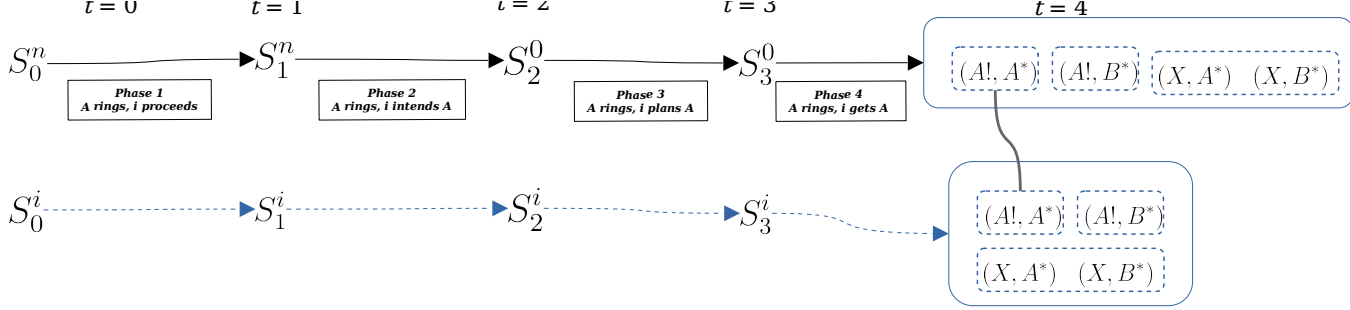 t = 0 t = 1 t = 2 t = 3 t = 4
S_0^n S_1^n S_2^0 S_3^0 (A!, A*) (A!, B*) (X, A*) (X, B*)
Phase 1 Phase 2 Phase 3 Phase 4
A rings, i proceeds A rings, i intends A A rings, i plans A A rings, i gets A
S_0^i S_1^i S_2^i S_3^i (A!, A*) (A!, B*)
(X, A*) (X, B*)